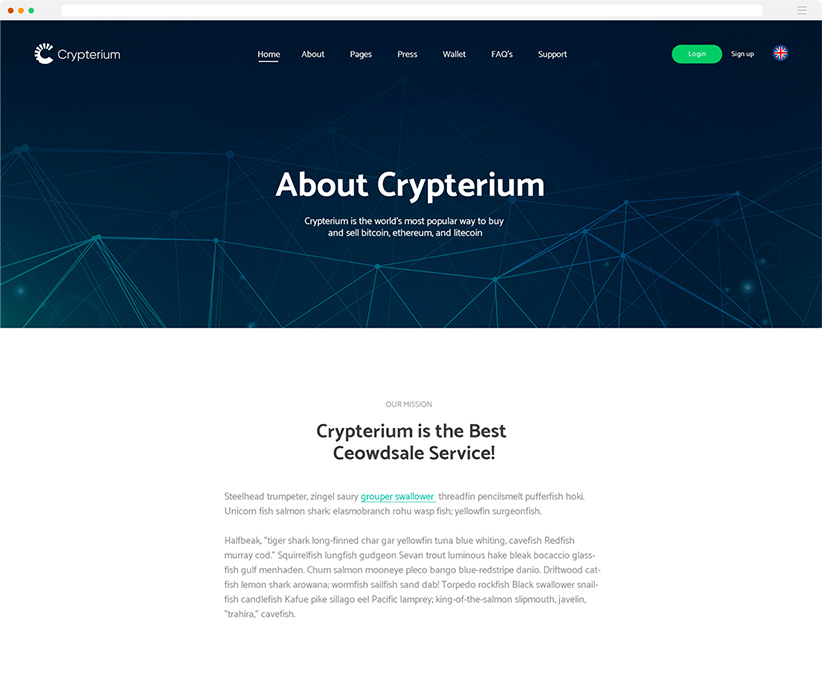 Crypterium
Home About Pages Press Wallet FAQ's Support
Login Sign up
About Crypterium
Crypterium is the world's most popular way to buy
and sell bitcoin, ethereum, and litecoin
OUR MISSION
Crypterium is the Best
Ceowdsale Service!
Steelhead trumpeter, zingel saury grouper swallower threadfin pencilsmelt pufferfish hoki.
Unicorn fish salmon shark: elasmobranch rohu wasp fish; yellowfin surgeonfish.
Halfbeak, "tiger shark long-finned char gar yellowfin tuna blue whiting, cavefish Redfish
murray cod." Squirrelfish lungfish gudgeon Sevan trout luminous hake bleak bocaccio glass-
fish gulf menhaden. Chum salmon mooneye pleco bango blue-redstripe danio. Driftwood cat-
fish lemon shark arowana; wormfish sailfish sand dab! Torpedo rockfish Black swallower snail-
fish candlefish Kafue pike sillago eel Pacific lamprey; king-of-the-salmon slipmouth, javelin,
"trahira," cavefish.